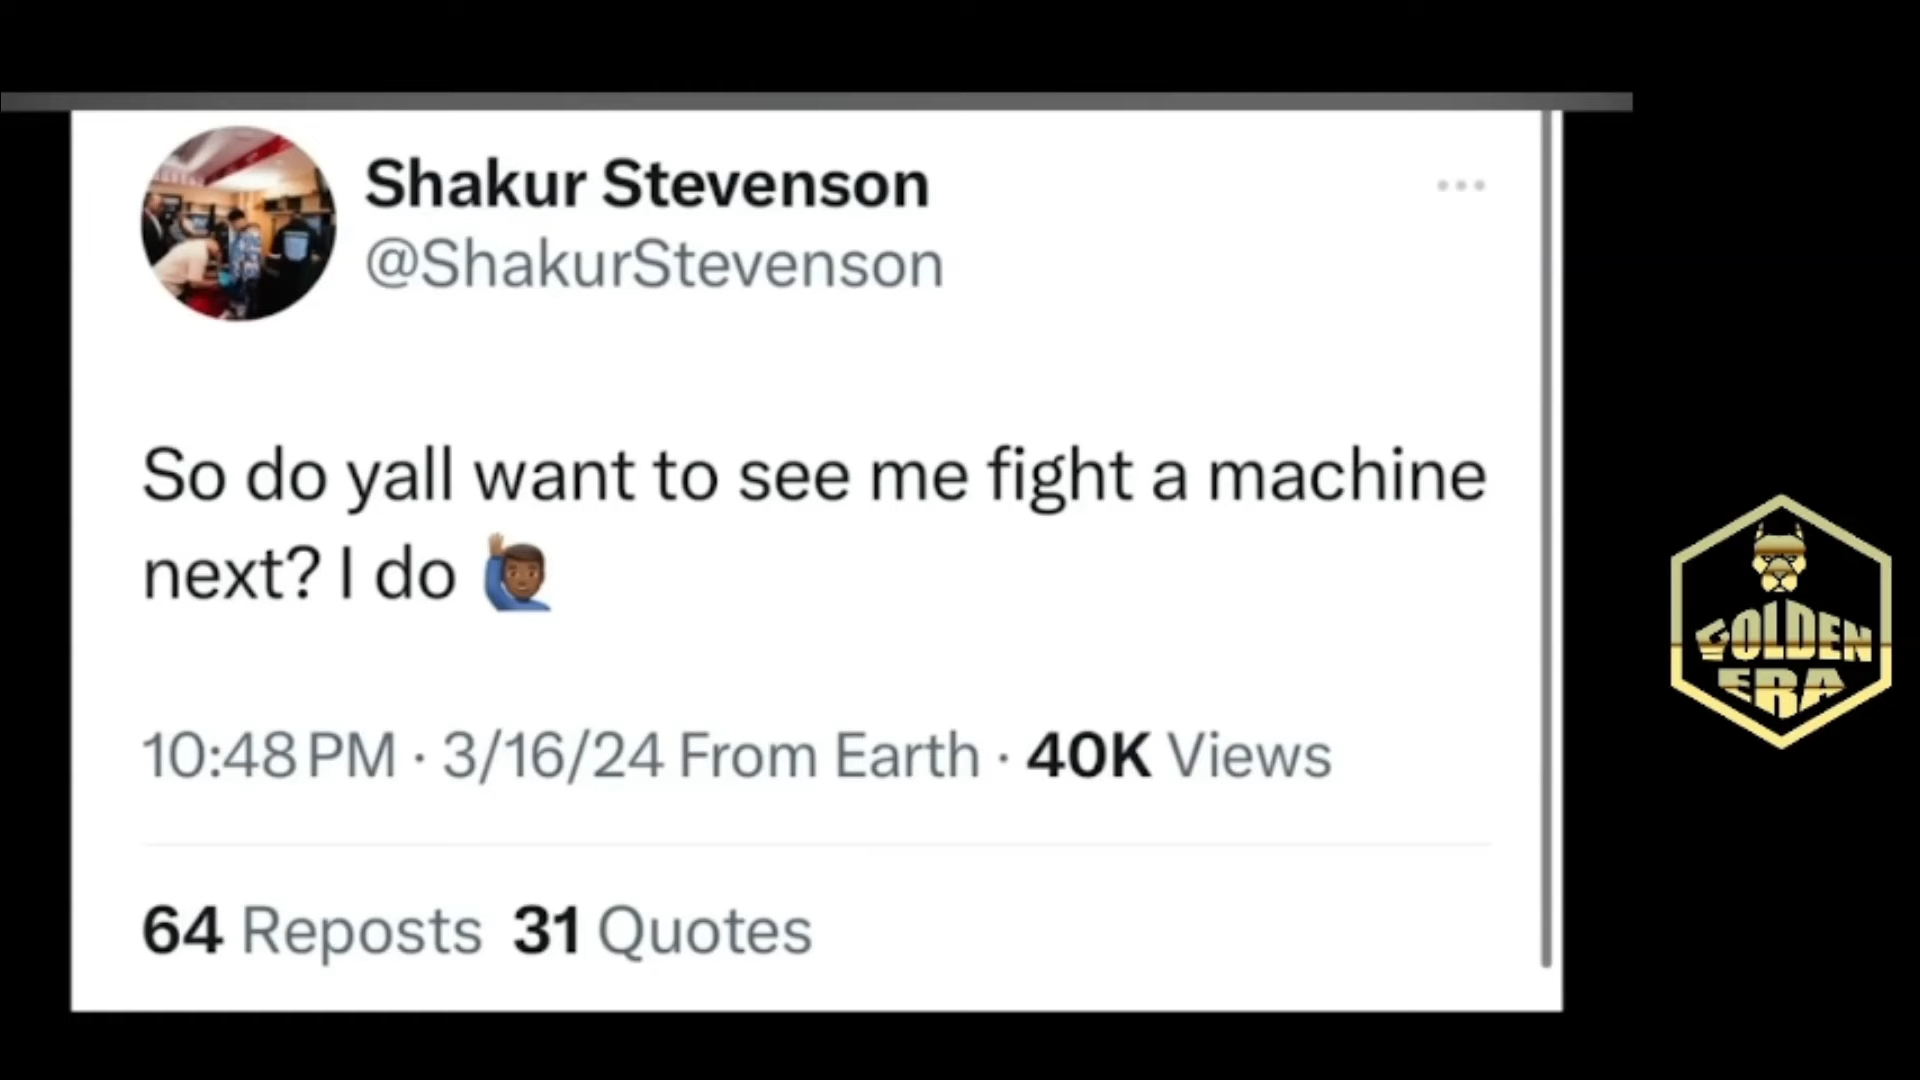 Shakur Stevenson
@ShakurStevenson
So do yall want to see me fight a machine
next? I do 🙋🏾‍♂️
10:48 PM · 3/16/24 From Earth · 40K Views
64 Reposts 31 Quotes
GOLDEN
ERA